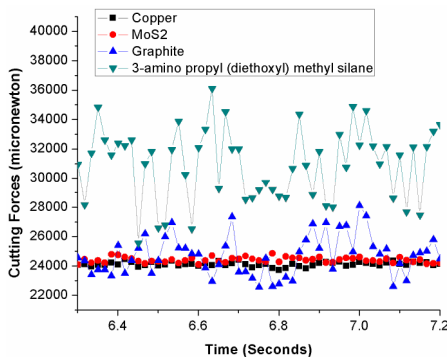 Copper
MoS2
Graphite
3-amino propyl (diethoxyl) methyl silane
Cutting Forces (micronewton)
40000
38000
36000
34000
32000
30000
28000
26000
24000
22000
6.4
6.6
6.8
7.0
7.2
Time (Seconds)